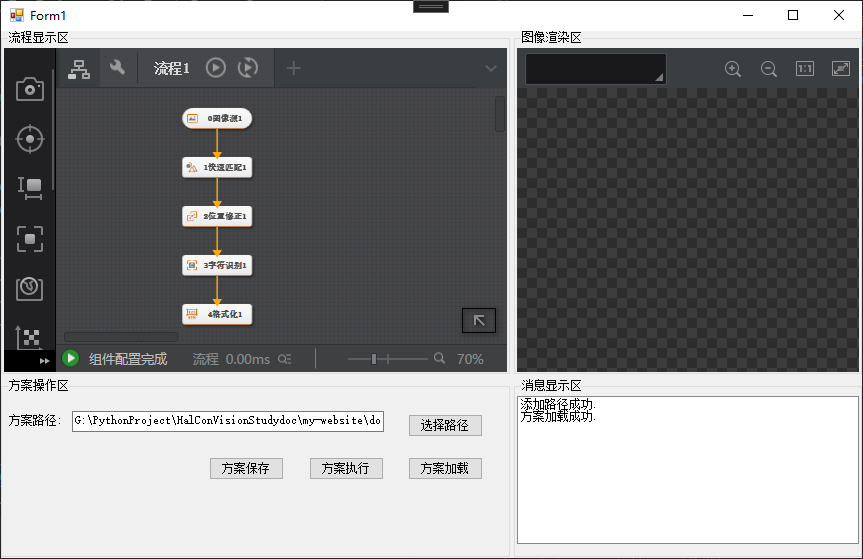 Form1
流程显示区
图像渲染区
流程1
1:1
0图像源1
1快速匹配1
2位置修正1
3字符识别1
4格式化1
组件配置完成
流程 0.00ms
70%
方案操作区
方案路径：
G:\PythonProject\HalConVisionStudydoc\my-website\do
选择路径
方案保存
方案执行
方案加载
消息显示区
添加路径成功.
方案加载成功.